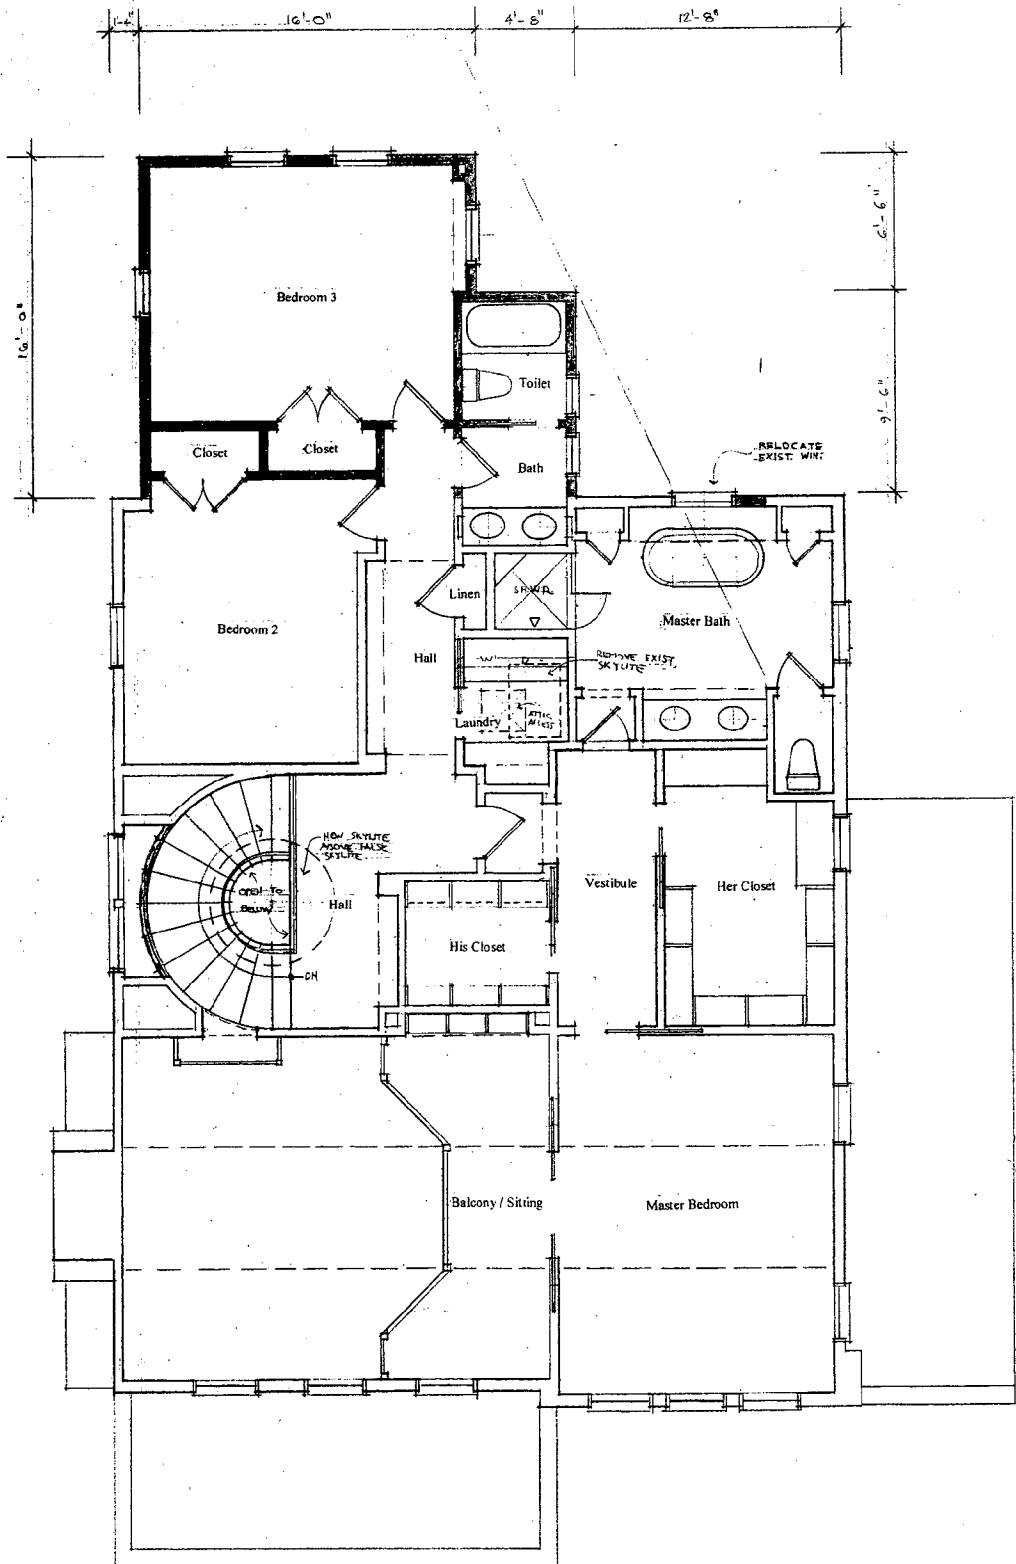 1'-4"
16'-0"
4'-8"
12'-8"
6'-6"
16'-0"
9'-6"
Bedroom 3
Toilet
Closet
Closet
Bath
RELOCATE
EXIST. WIN.
Linen
SHWR.
Master Bath
Bedroom 2
Hall
W
D
REMOVE EXIST.
SKYLITE
Laundry
ATTIC
ACCESS
NEW SKYLITE
ABOVE FALSE
SKYLITE
OPEN TO
BELOW
Hall
Vestibule
Her Closet
His Closet
DN
Balcony / Sitting
Master Bedroom